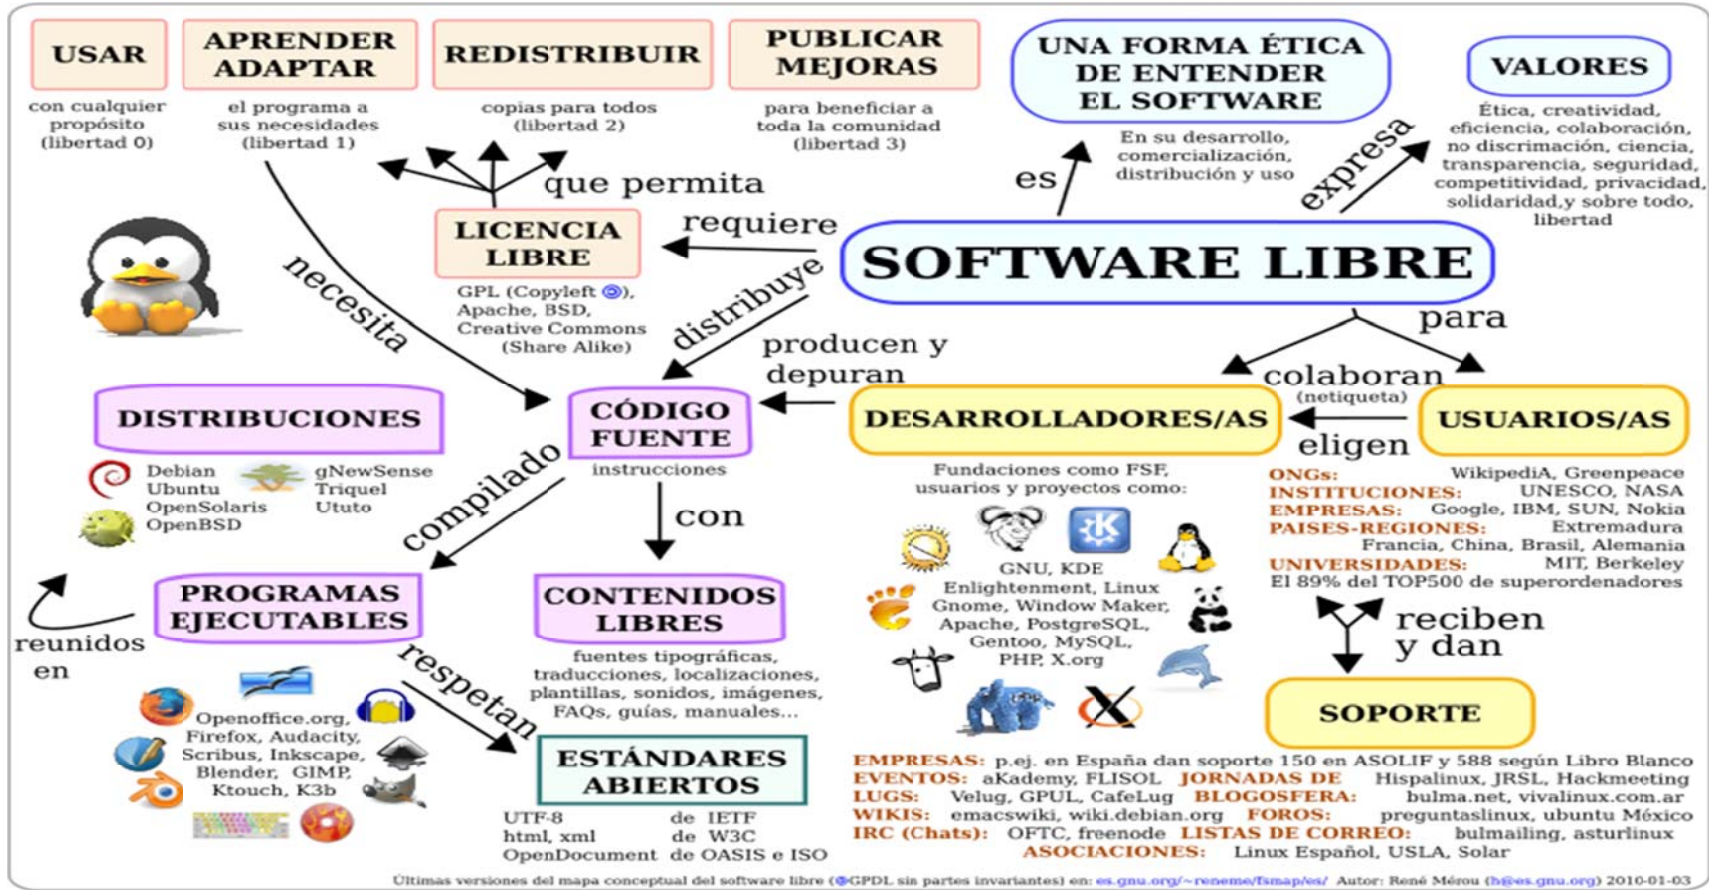 USAR
con cualquier
propósito
(libertad 0)
APRENDER
ADAPTAR
el programa a
sus necesidades
(libertad 1)
REDISTRIBUIR
copias para todos
(libertad 2)
PUBLICAR
MEJORAS
para beneficiar a
toda la comunidad
(libertad 3)
UNA FORMA ÉTICA
DE ENTENDER
EL SOFTWARE
En su desarrollo,
comercialización,
distribución y uso
VALORES
Ética, creatividad,
eficiencia, colaboración,
no discrimación, ciencia,
transparencia, seguridad,
competitividad, privacidad,
solidaridad,y sobre todo,
libertad
es
expresa
que permita
LICENCIA
LIBRE
GPL (Copyleft),
Apache, BSD,
Creative Commons
(Share Alike)
requiere
SOFTWARE LIBRE
necesita
distribuye
para
producen y
depuran
colaboran
(netiqueta)
eligen
DISTRIBUCIONES
Debian
Ubuntu
OpenSolaris
OpenBSD
gNewSense
Triquel
Ututo
CÓDIGO
FUENTE
instrucciones
DESARROLLADORES/AS
Fundaciones como FSF,
usuarios y proyectos como:
GNU, KDE
Enlightenment, Linux
Gnome, Window Maker,
Apache, PostgreSQL,
Gentoo, MySQL,
PHP, X.org
USUARIOS/AS
ONGs: WikipediA, Greenpeace
INSTITUCIONES: UNESCO, NASA
EMPRESAS: Google, IBM, SUN, Nokia
PAISES-REGIONES: Extremadura
Francia, China, Brasil, Alemania
UNIVERSIDADES: MIT, Berkeley
El 89% del TOP500 de superordenadores
compilado
con
PROGRAMAS
EJECUTABLES
reunidos
en
Openoffice.org,
Firefox, Audacity,
Scribus, Inkscape,
Blender, GIMP,
Ktouch, K3b
respetan
CONTENIDOS
LIBRES
fuentes tipográficas,
traducciones, localizaciones,
plantillas, sonidos, imágenes,
FAQs, guías, manuales...
ESTÁNDARES
ABIERTOS
UTF-8 de IETF
html, xml de W3C
OpenDocument de OASIS e ISO
reciben
y dan
SOPORTE
EMPRESAS: p.ej. en España dan soporte 150 en ASOLIF y 588 según Libro Blanco
EVENTOS: aKademy, FLISOL JORNADAS DE Hispalinux, JRSL, Hackmeeting
LUGS: Velug, GPUL, CafeLug BLOGOSFERA: bulma.net, vivalinux.com.ar
WIKIS: emacswiki, wiki.debian.org FOROS: preguntaslinux, ubuntu México
IRC (Chats): OFTC, freenode LISTAS DE CORREO: bulmailing, asturlinux
ASOCIACIONES: Linux Español, USLA, Solar
Últimas versiones del mapa conceptual del software libre (GPDL sin partes invariantes) en: es.gnu.org/~reneme/fsmap/es/ Autor: René Mérou (h@es.gnu.org) 2010-01-03